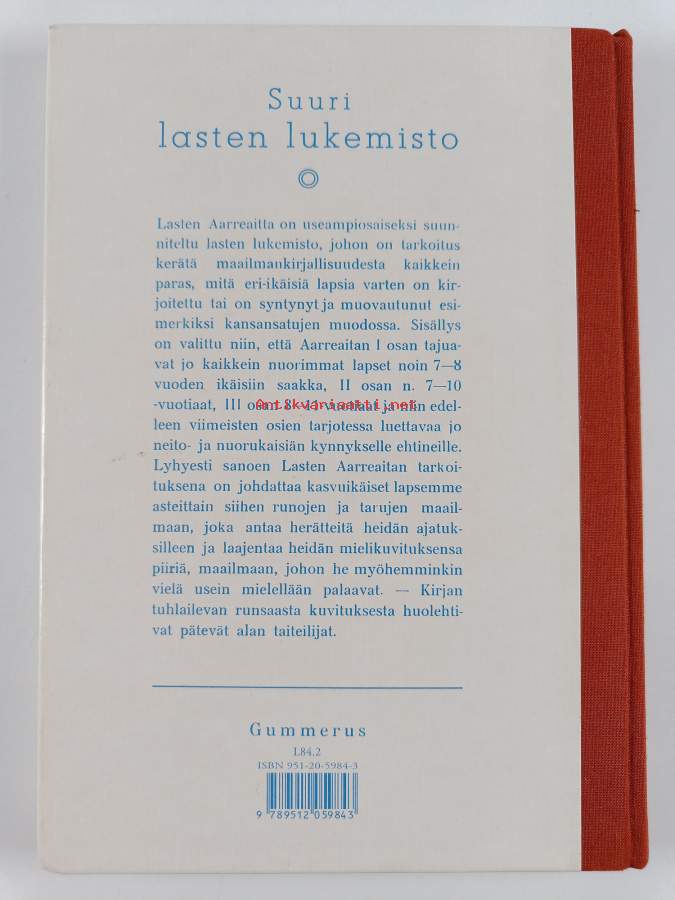 Suuri
lasten lukemisto
Lasten Aarreaitta on useampiosaiseksi suun-
niteltu lasten lukemisto, johon on tarkoitus
kerätä maailmankirjallisuudesta kaikkein
paras, mitä eri-ikäisiä lapsia varten on kir-
joitettu tai on syntynyt ja muovautunut esi-
merkiksi kansansatujen muodossa. Sisällys
on valittu niin, että Aarreaitan I osan tajua-
vat jo kaikkein nuorimmat lapset noin 7—8
vuoden ikäisiin saakka, II osan n. 7—10
-votiaat, III osan 8—14 vuotiaat ja niin edel-
Antikvariaatti.net
leen viimeisten osien tarjotessa luettavaa jo
neito- ja nuorukaisiän kynnykselle ehtineille.
Lyhyesti sanoen Lasten Aarreaitan tarkoi-
tuksena on johdattaa kasvuikäiset lapsemme
asteittain siihen runojen ja tarujen maail-
maan, joka antaa herätteitä heidän ajatuk-
silleen ja laajentaa heidän mielikuvituksensa
piiriä, maailmaan, johon he myöhemminkin
vielä usein mielellään palaavat. — Kirjan
tuhlailevan runsaasta kuvituksesta huolehti-
vat pätevät alan taiteilijat.
Gummerus
L84.2
ISBN 951-20-5984-3
9 789512 059843